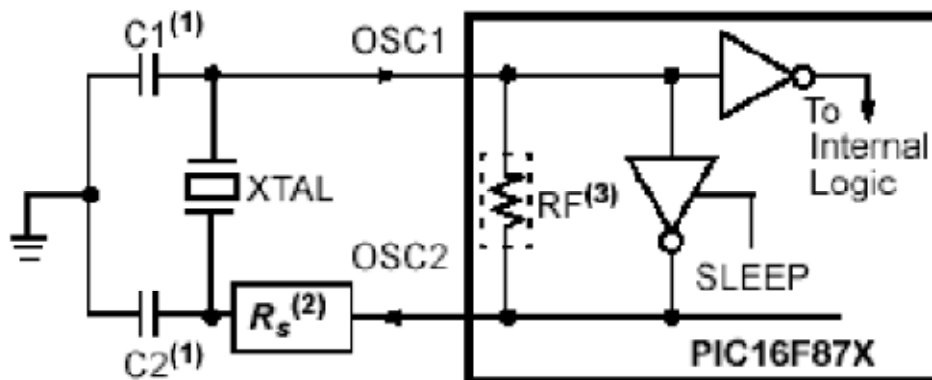 C1(1)
OSC1
To
Internal
Logic
XTAL
RF(3)
OSC2
SLEEP
Rs(2)
C2(1)
PIC16F87X